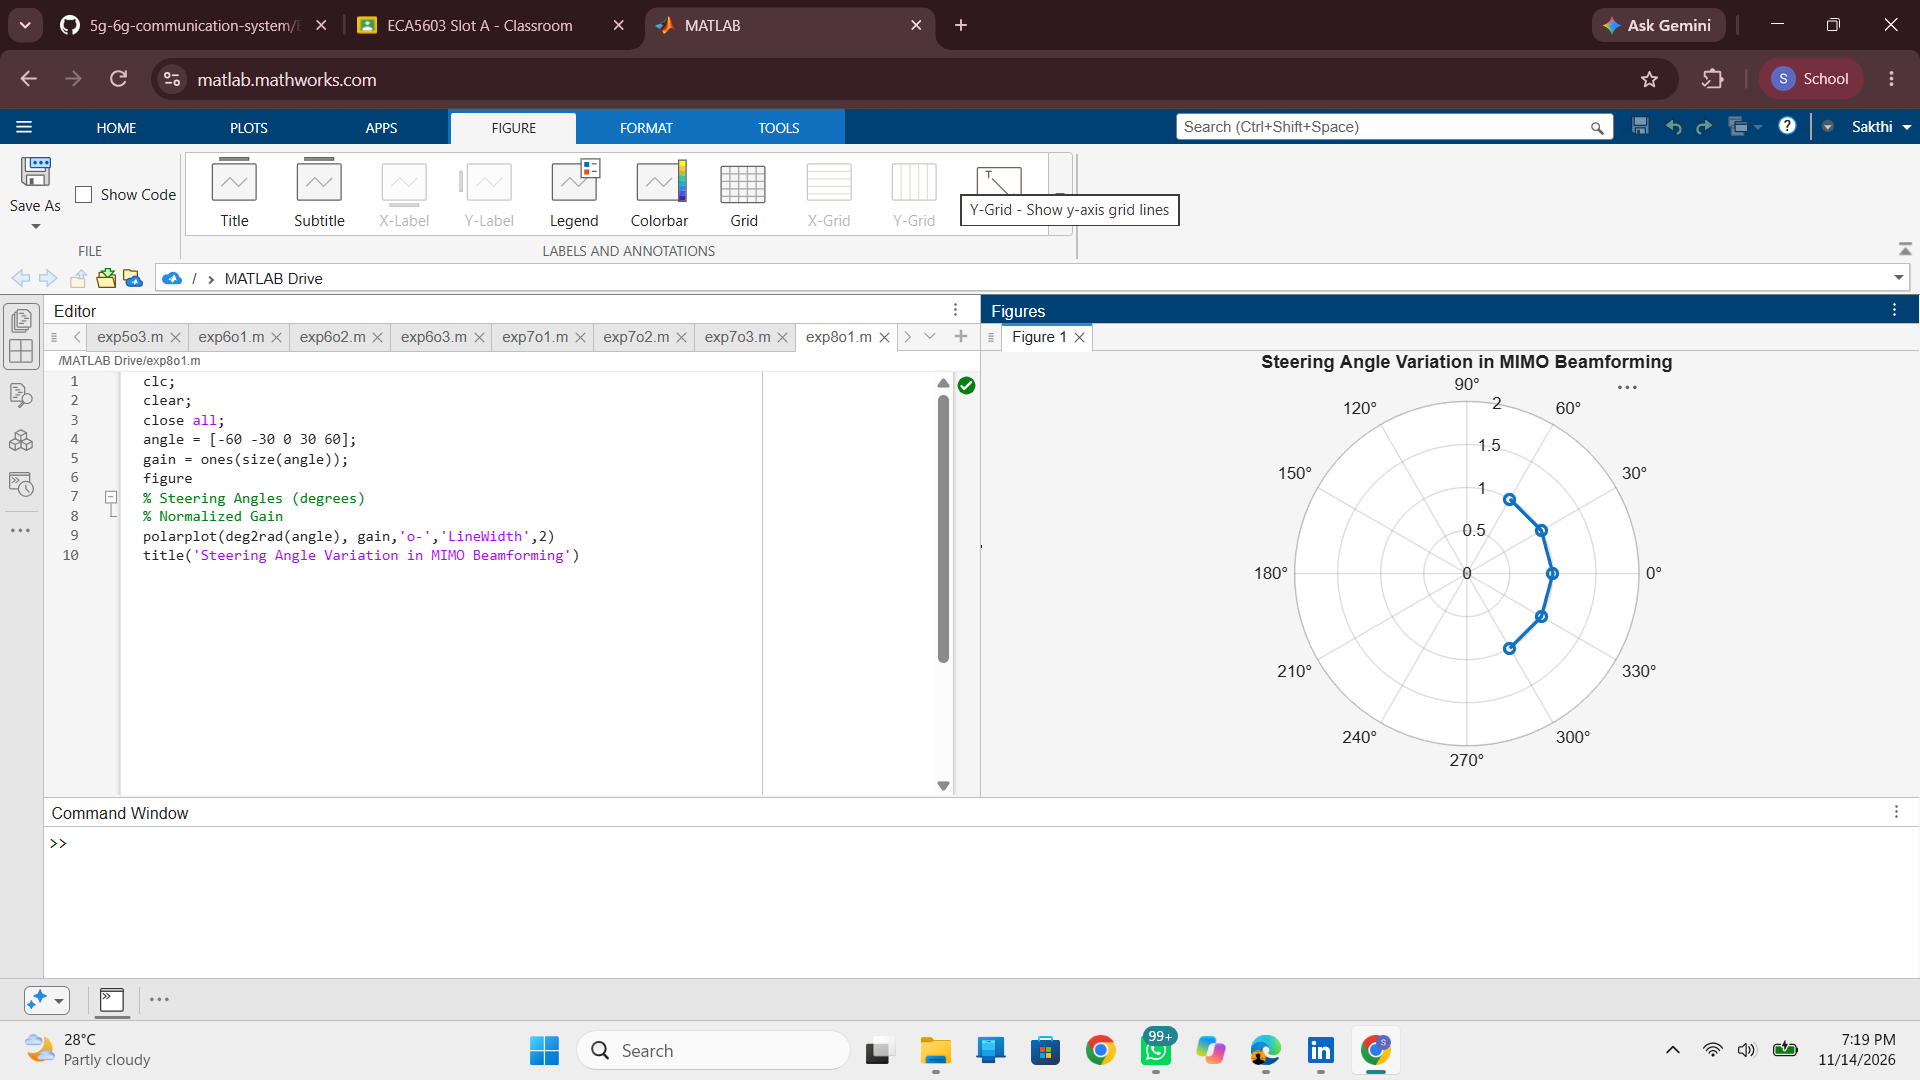 5g-6g-communication-system/
ECA5603 Slot A - Classroom
MATLAB
Ask Gemini
matlab.mathworks.com
S School
HOME PLOTS APPS FIGURE FORMAT TOOLS
Search (Ctrl+Shift+Space)
Sakthi
Save As
Show Code
FILE
Title Subtitle X-Label Y-Label Legend Colorbar Grid X-Grid Y-Grid
Y-Grid - Show y-axis grid lines
LABELS AND ANNOTATIONS
/ > MATLAB Drive
Editor
exp5o3.m exp6o1.m exp6o2.m exp6o3.m exp7o1.m exp7o2.m exp7o3.m exp8o1.m
/MATLAB Drive/exp8o1.m
1 clc;
2 clear;
3 close all;
4 angle = [-60 -30 0 30 60];
5 gain = ones(size(angle));
6 figure
7 % Steering Angles (degrees)
8 % Normalized Gain
9 polarplot(deg2rad(angle), gain,'o-','LineWidth',2)
10 title('Steering Angle Variation in MIMO Beamforming')
Figures
Figure 1
Steering Angle Variation in MIMO Beamforming
90°
120° 2 60°
1.5
150° 30°
1
0.5
180° 0 0°
210° 330°
240° 300°
270°
Command Window
>>
28°C
Partly cloudy
Search
99+
7:19 PM
11/14/2026